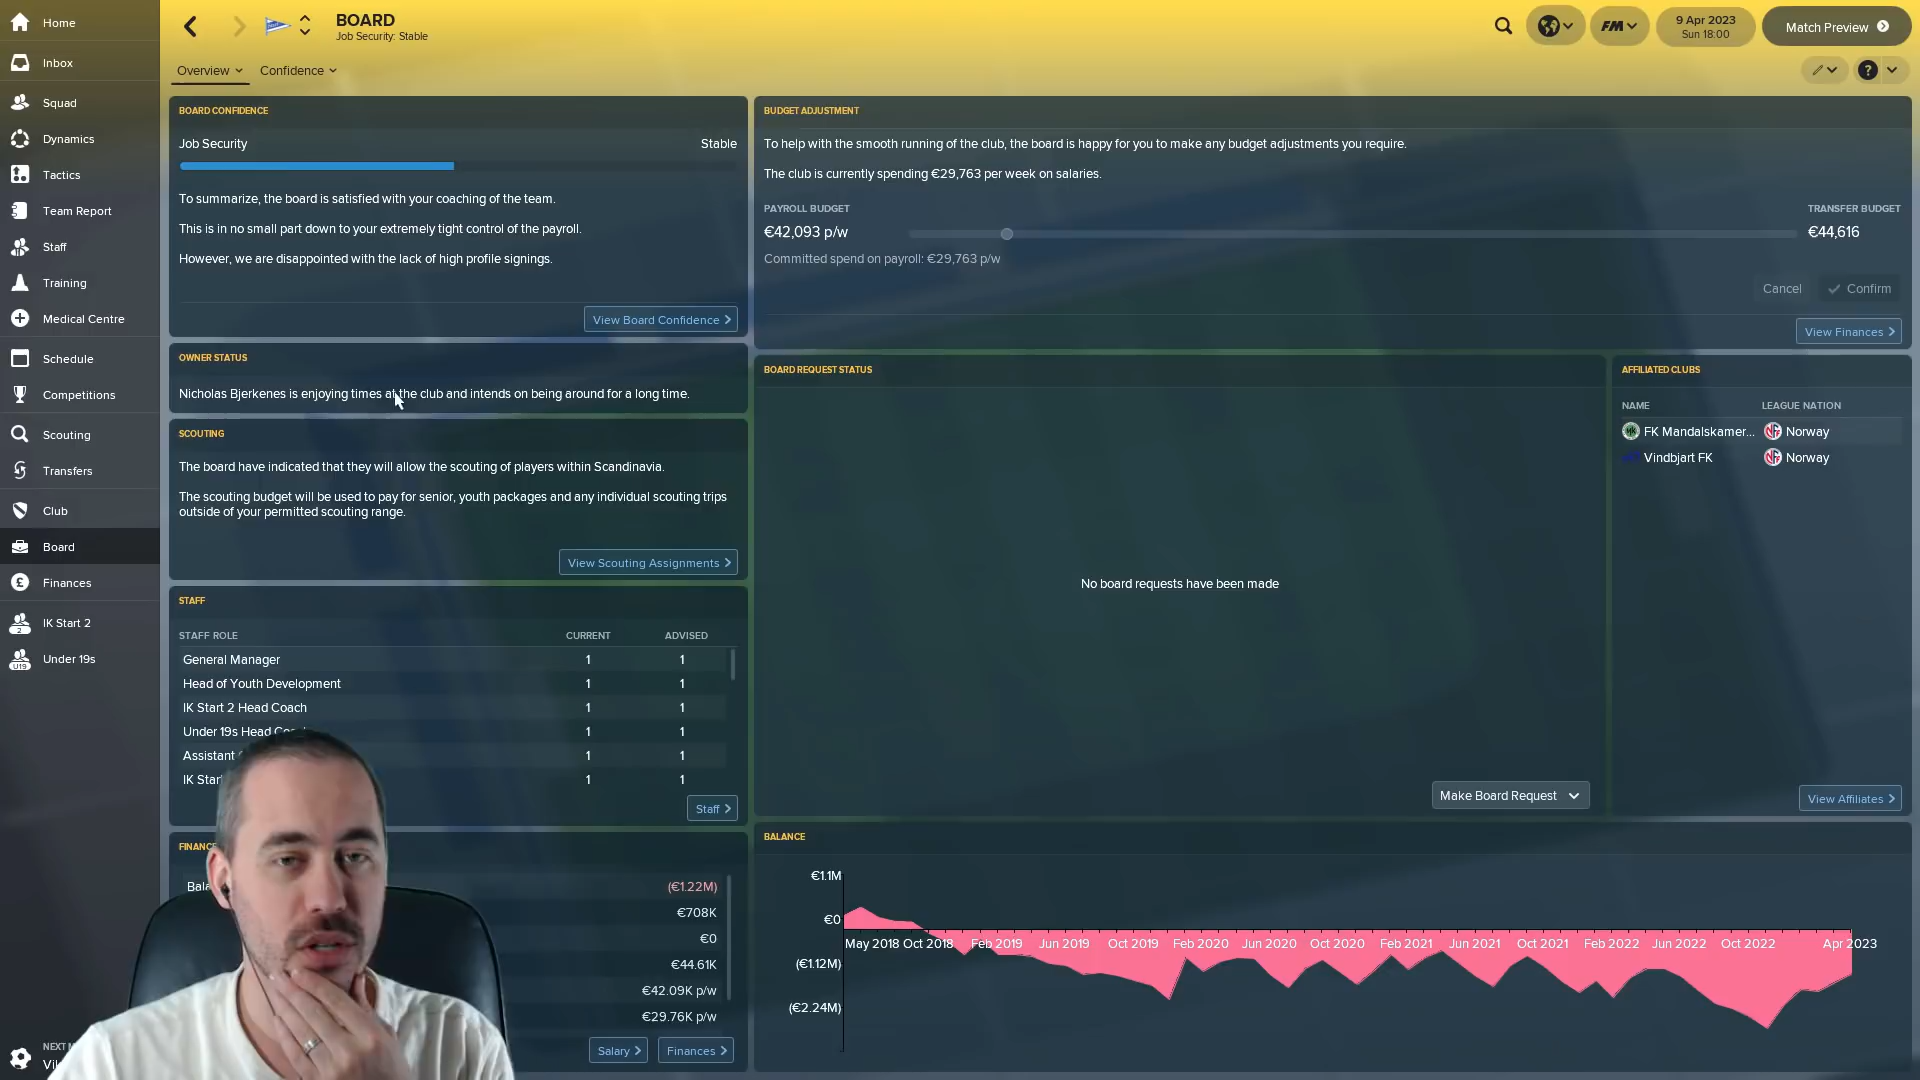 Home
Inbox
Squad
Dynamics
Tactics
Team Report
Staff
Training
Medical Centre
Schedule
Competitions
Scouting
Transfers
Club
Board
Finances
IK Start 2
Under 19s
BOARD
Job Security: Stable
FM
9 Apr 2023
Sun 18:00
Match Preview
Overview
Confidence
?
BOARD CONFIDENCE
Job Security Stable
To summarize, the board is satisfied with your coaching of the team.
This is in no small part down to your extremely tight control of the payroll.
However, we are disappointed with the lack of high profile signings.
View Board Confidence
OWNER STATUS
Nicholas Bjerkenes is enjoying times at the club and intends on being around for a long time.
SCOUTING
The board have indicated that they will allow the scouting of players within Scandinavia.
The scouting budget will be used to pay for senior, youth packages and any individual scouting trips
outside of your permitted scouting range.
View Scouting Assignments
STAFF
STAFF ROLE CURRENT ADVISED
General Manager 1 1
Head of Youth Development 1 1
IK Start 2 Head Coach 1 1
Under 19s Head 1 1
Assistant 1 1
IK 1 1
Staff
(€1.22M)
€708K
€0
€44.61K
€42.09K p/w
€29.76K p/w
Salary
Finances
BUDGET ADJUSTMENT
To help with the smooth running of the club, the board is happy for you to make any budget adjustments you require.
The club is currently spending €29,763 per week on salaries.
PAYROLL BUDGET TRANSFER BUDGET
€42,093 p/w €44,616
Committed spend on payroll: €29,763 p/w
Cancel
Confirm
View Finances
BOARD REQUEST STATUS
No board requests have been made
Make Board Request
AFFILIATED CLUBS
NAME LEAGUE NATION
FK Mandalskamer... Norway
Vindbjart FK Norway
View Affiliates
BALANCE
€1.1M
€0
(€1.12M)
(€2.24M)
May 2018 Oct 2018 Feb 2019 Jun 2019 Oct 2019 Feb 2020 Jun 2020 Oct 2020 Feb 2021 Jun 2021 Oct 2021 Feb 2022 Jun 2022 Oct 2022 Apr 2023